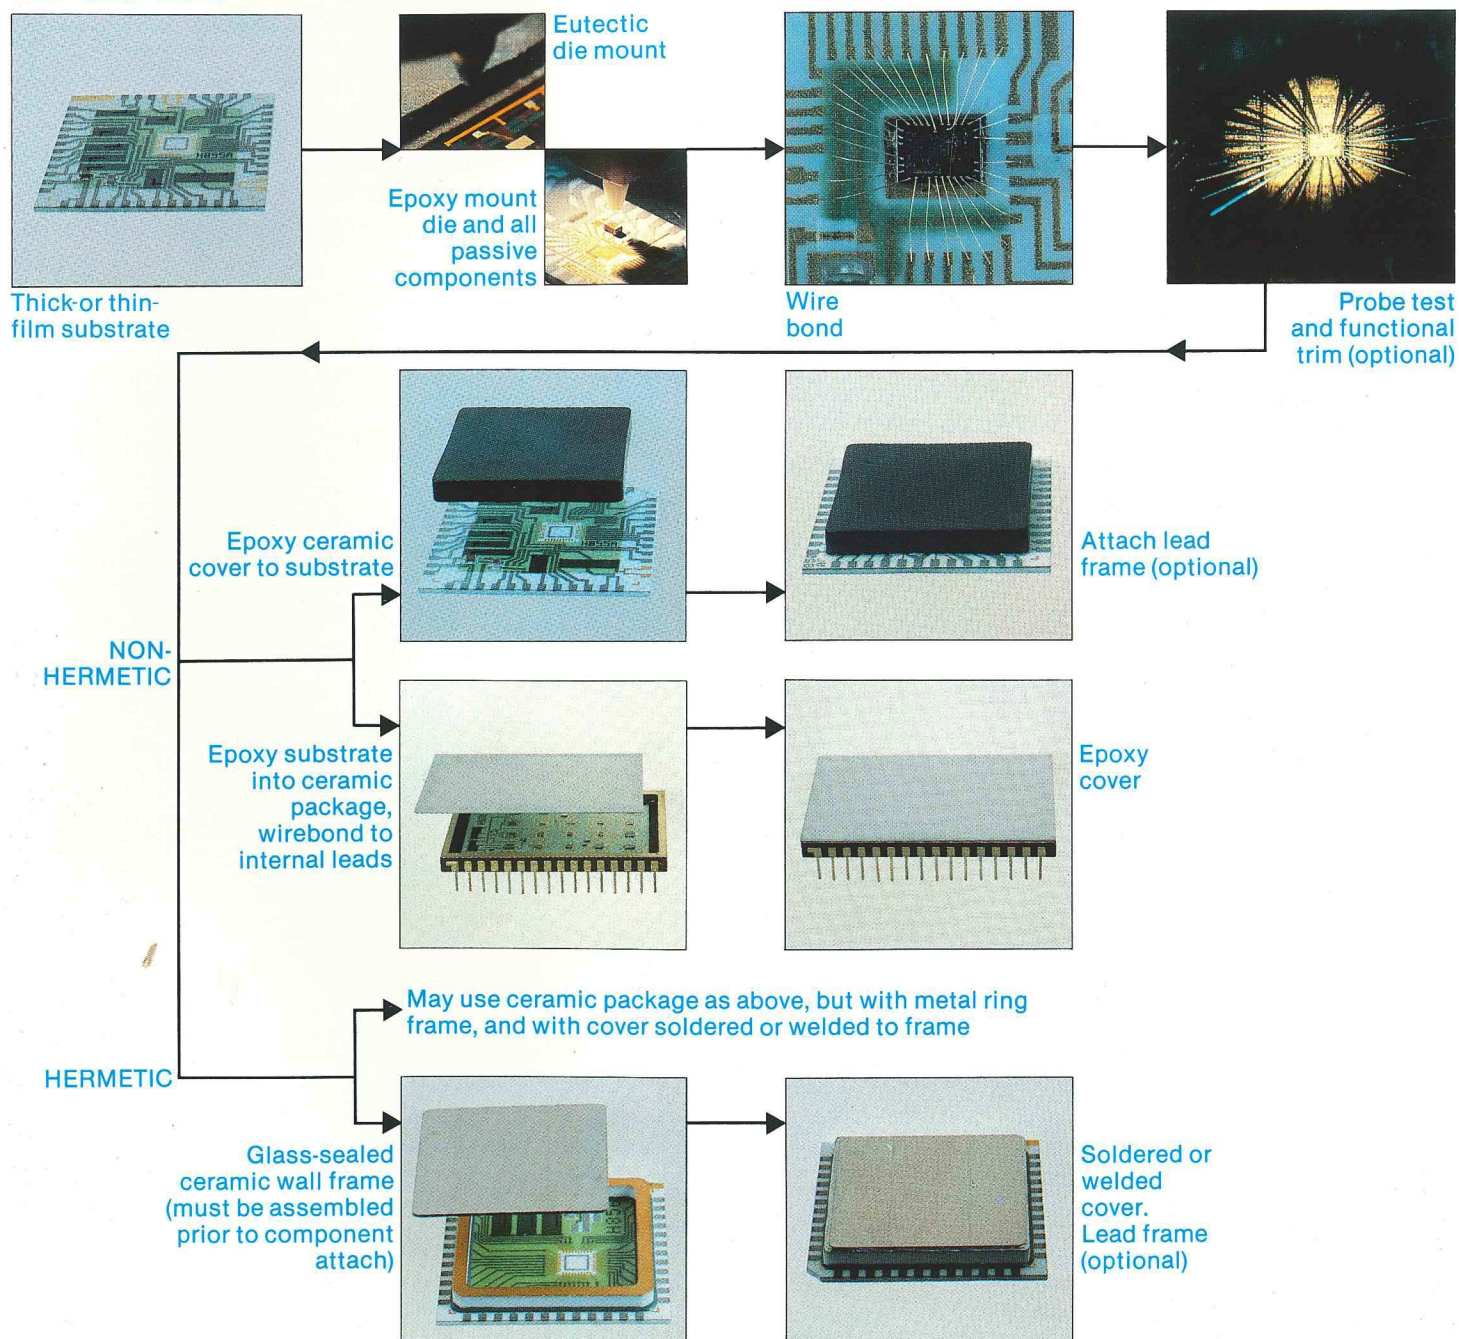 Eutectic
die mount
Epoxy mount
die and all
passive
components
Thick-or thin-
film substrate
Wire
bond
Probe test
and functional
trim (optional)
Epoxy ceramic
cover to substrate
Attach lead
frame (optional)
NON-
HERMETIC
Epoxy substrate
into ceramic
package,
wirebond to
internal leads
Epoxy
cover
May use ceramic package as above, but with metal ring
frame, and with cover soldered or welded to frame
HERMETIC
Glass-sealed
ceramic wall frame
(must be assembled
prior to component
attach)
Soldered or
welded
cover.
Lead frame
(optional)